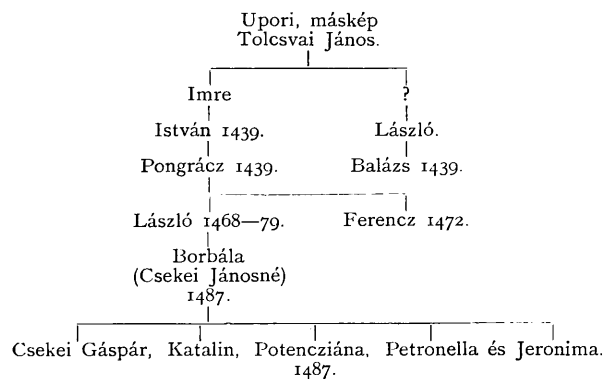 Upori, máskép
Tolcsvai János.
Imre ?
István 1439. László.
Pongrácz 1439. Balázs 1439.
László 1468—79. Ferencz 1472.
Borbála
(Csekei Jánosné)
1487.
Csekei Gáspár, Katalin, Potencziána, Petronella és Jeronima.
1487.